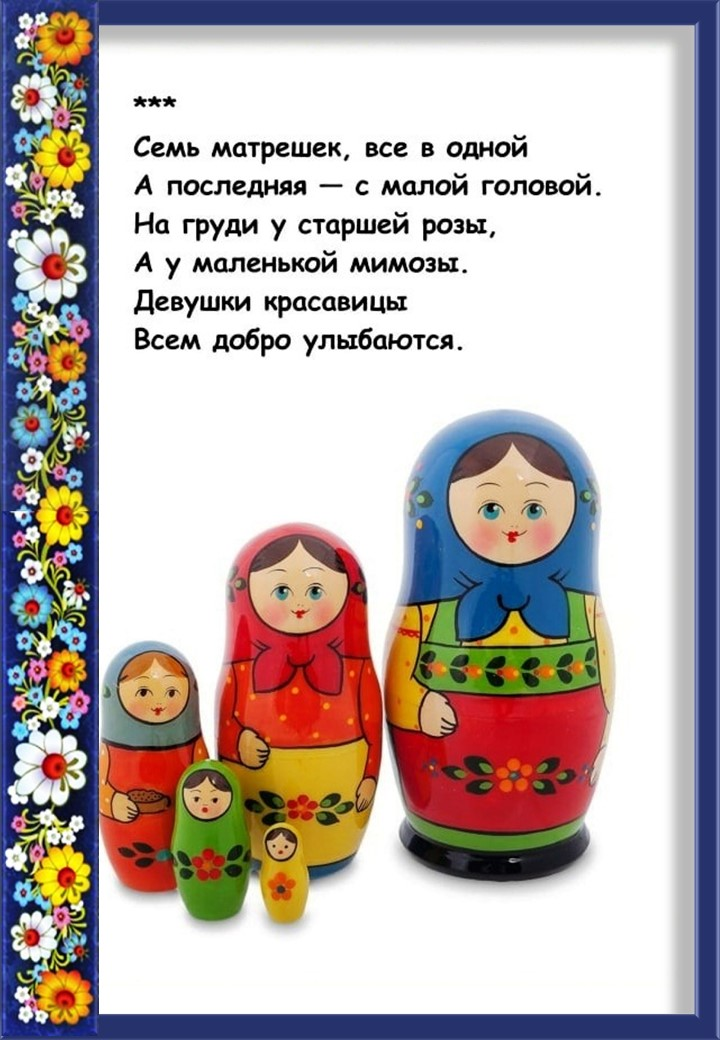 ***
Семь матрешек, все в одной
А последняя — с малой головой.
На груди у старшей розы,
А у маленькой мимозы.
Девушки красавицы
Всем добро улыбаются.